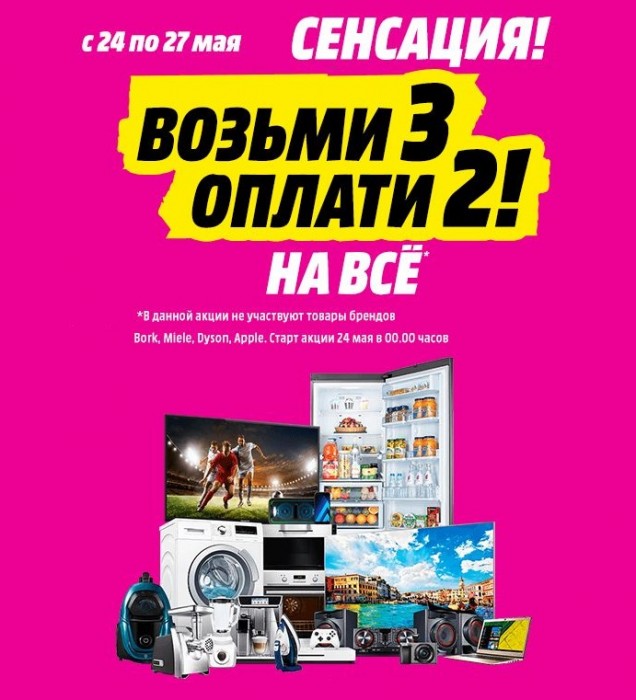 с 24 по 27 мая
СЕНСАЦИЯ!
ВОЗЬМИ 3
ОПЛАТИ 2!
НА ВСЁ*
*В данной акции не участвуют товары брендов
Bork, Miele, Dyson, Apple. Старт акции 24 мая в 00.00 часов